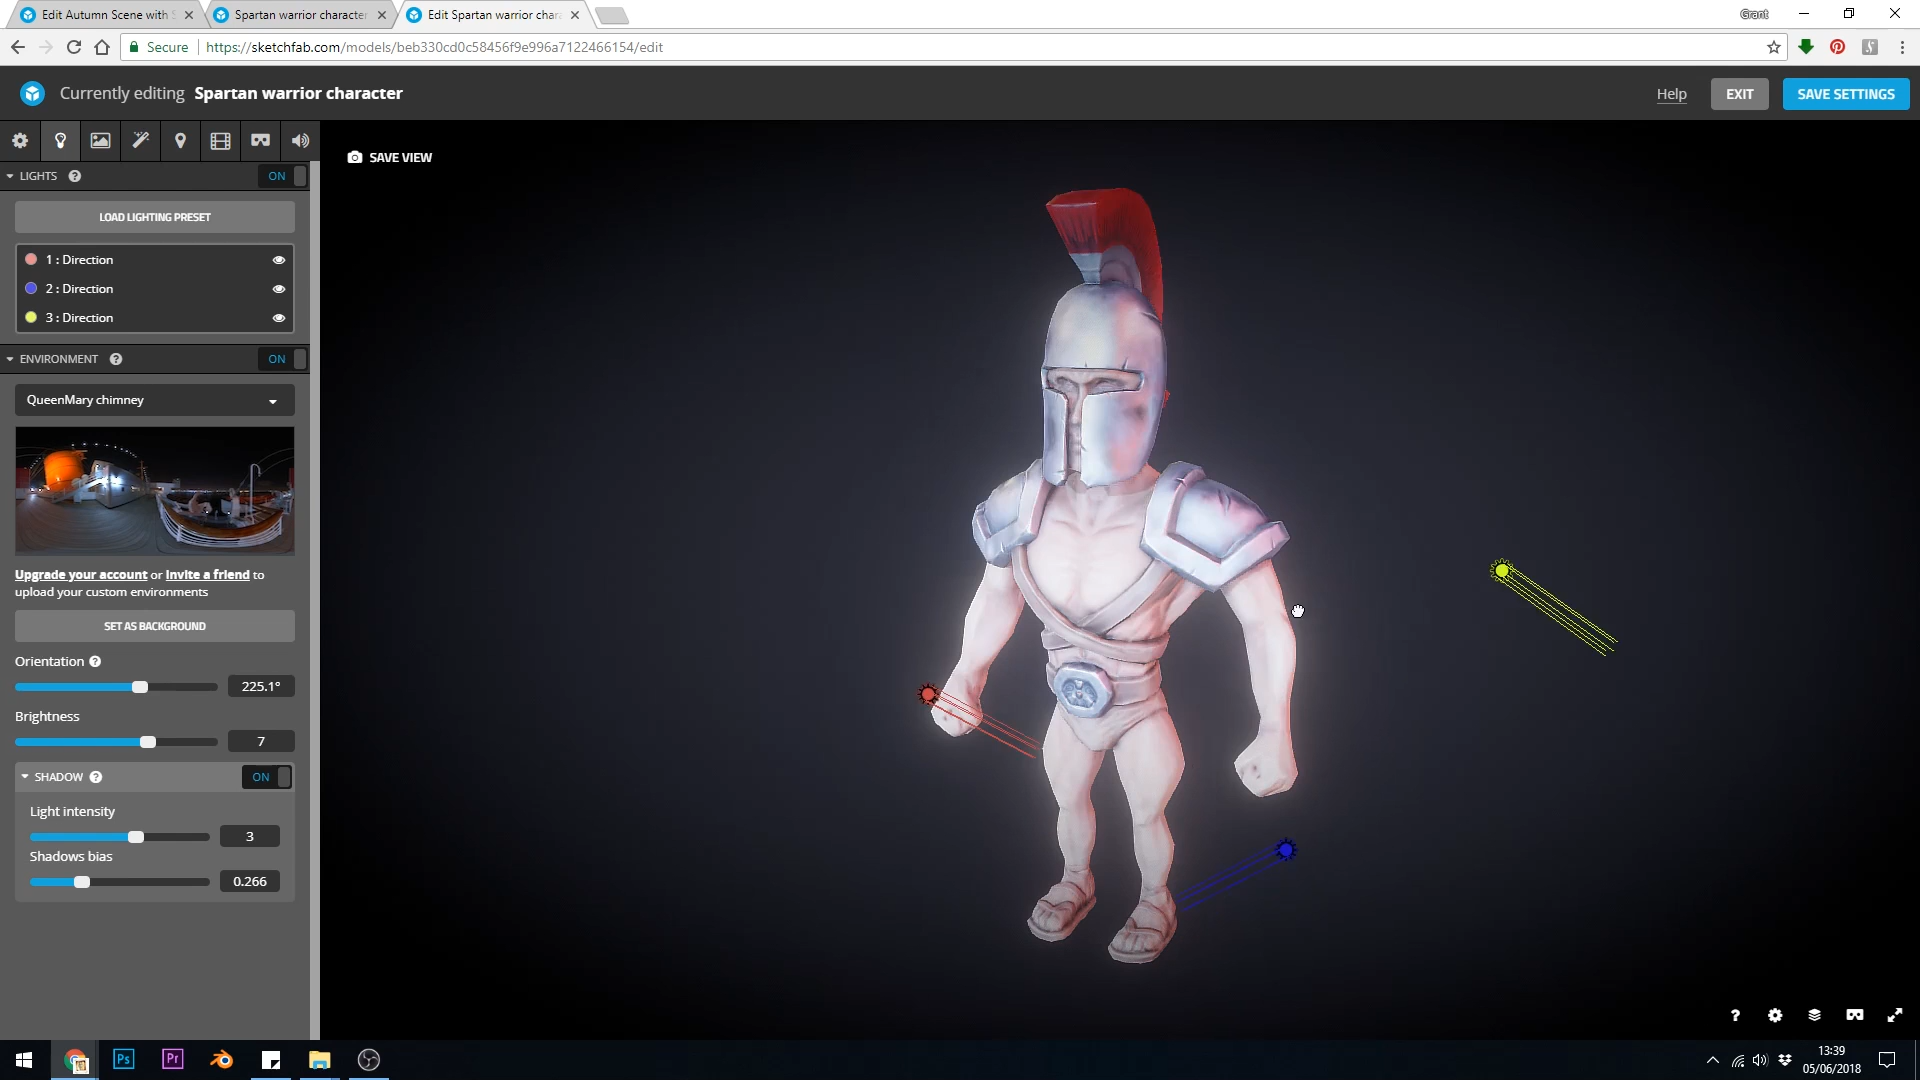 Edit Autumn Scene with S
Spartan warrior character
Edit Spartan warrior chara
Grant
Secure
https://sketchfab.com/models/beb330cd0c58456f9e996a7122466154/edit
Currently editing Spartan warrior character
Help
EXIT
SAVE SETTINGS
SAVE VIEW
LIGHTS ?
ON
LOAD LIGHTING PRESET
1 : Direction
2 : Direction
3 : Direction
ENVIRONMENT ?
ON
QueenMary chimney
Upgrade your account or Invite a friend to
upload your custom environments
SET AS BACKGROUND
Orientation ?
225.1°
Brightness
7
SHADOW ?
ON
Light intensity
3
Shadows bias
0.266
?
Ps
Pr
13:39
05/06/2018